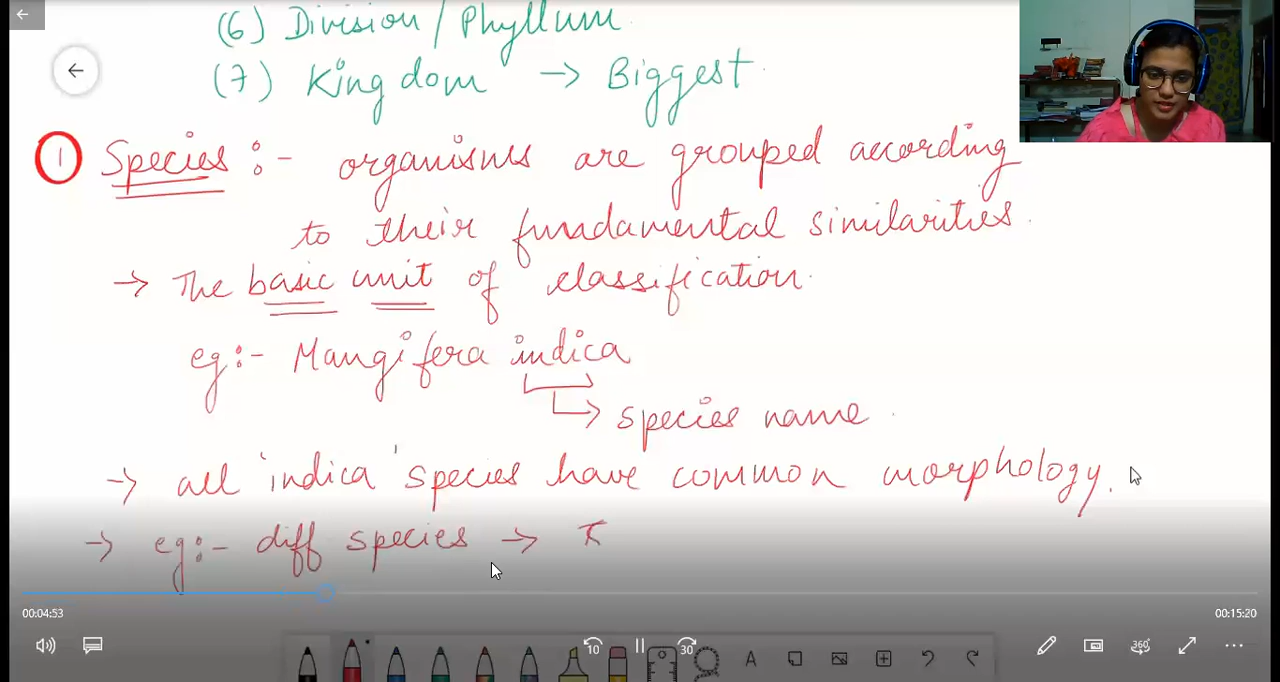 (6) Division / Phyllum
(7) Kingdom → Biggest
① Species :- organisms are grouped according
to their fundamental similarities.
→ The basic unit of classification.
eg:- Mangifera indica
→ species name.
→ all 'indica' species have common morphology.
→ eg:- diff species →
00:04:53
00:15:20
10
30
360
A